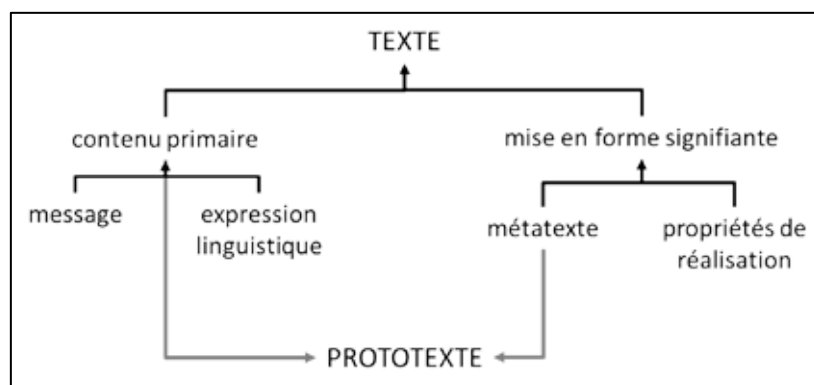 TEXTE
contenu primaire
mise en forme signifiante
message
expression
linguistique
métatexte
propriétés de
réalisation
PROTOTEXTE